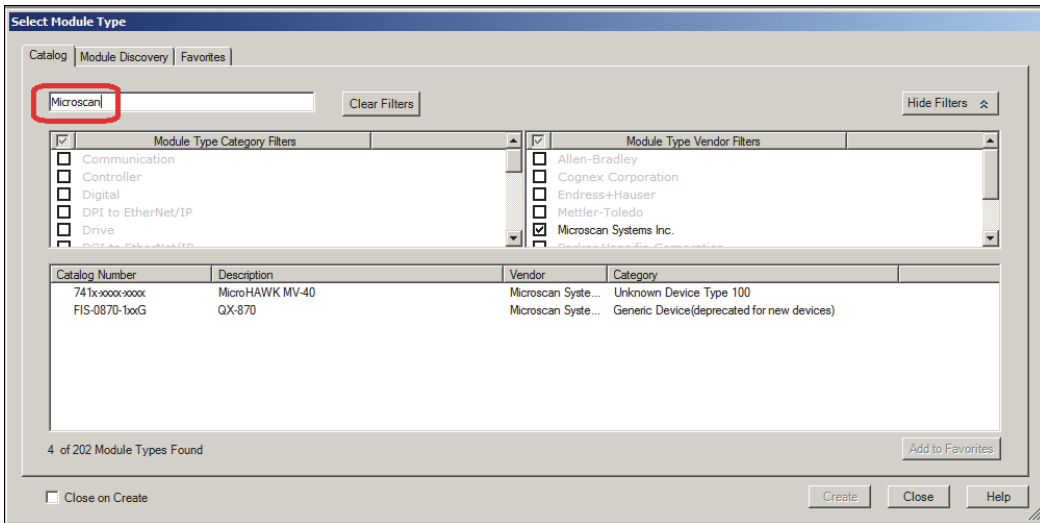 Select Module Type
Catalog Module Discovery Favorites
Microscan Clear Filters Hide Filters
Module Type Category Filters Module Type Vendor Filters
Communication Allen-Bradley
Controller Cognex Corporation
Digital Endress+Hauser
DPI to EtherNet/IP Mettler-Toledo
Drive Microscan Systems Inc.
Catalog Number Description Vendor Category
741x-xxxx-xxxx MicroHAWK MV-40 Microscan Syste... Unknown Device Type 100
FIS-0870-1xxG QX-870 Microscan Syste... Generic Device(deprecated for new devices)
4 of 202 Module Types Found Add to Favorites
Close on Create Create Close Help